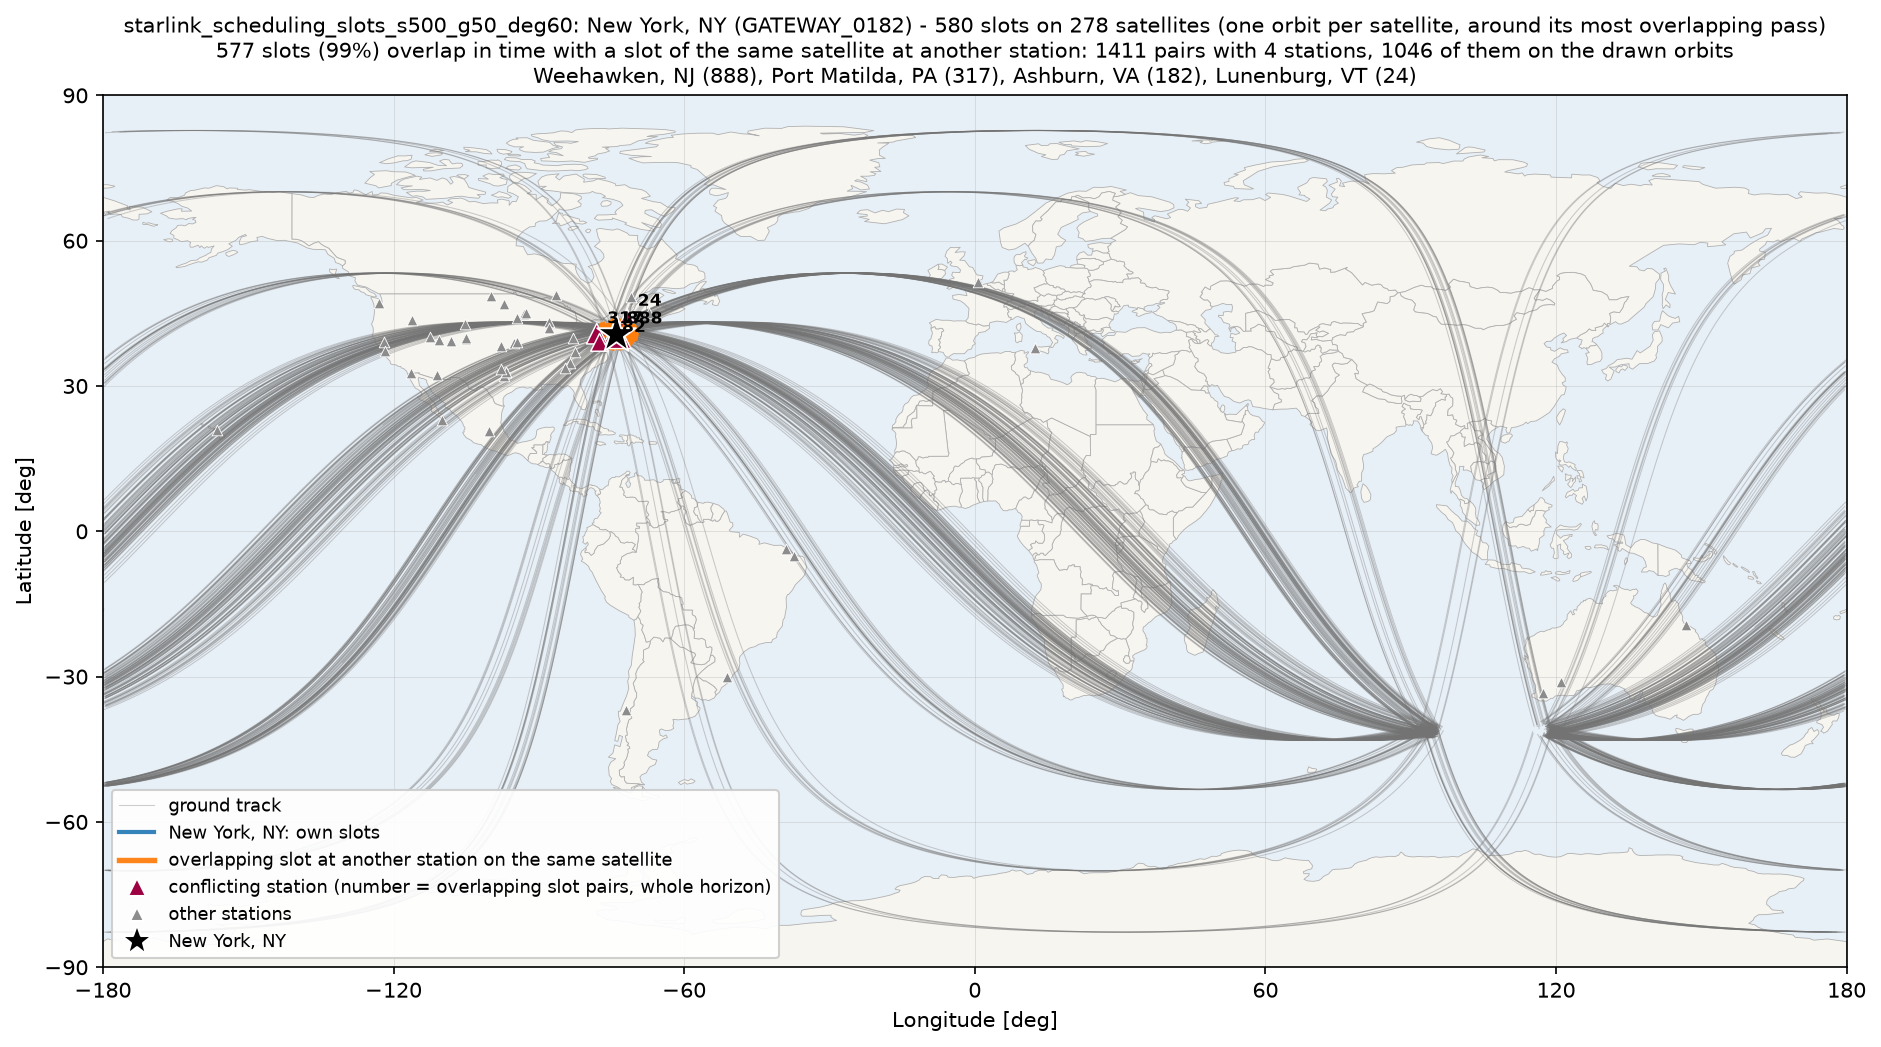 starlink_scheduling_slots_s500_g50_deg60: New York, NY (GATEWAY_0182) - 580 slots on 278 satellites (one orbit per satellite, around its most overlapping pass)
577 slots (99%) overlap in time with a slot of the same satellite at another station: 1411 pairs with 4 stations, 1046 of them on the drawn orbits
Weehawken, NJ (888), Port Matilda, PA (317), Ashburn, VA (182), Lunenburg, VT (24)
90
60
30
0
−30
−60
−90
Latitude [deg]
24
ground track
New York, NY: own slots
overlapping slot at another station on the same satellite
conflicting station (number = overlapping slot pairs, whole horizon)
other stations
New York, NY
−180
−120
−60
0
60
120
180
Longitude [deg]